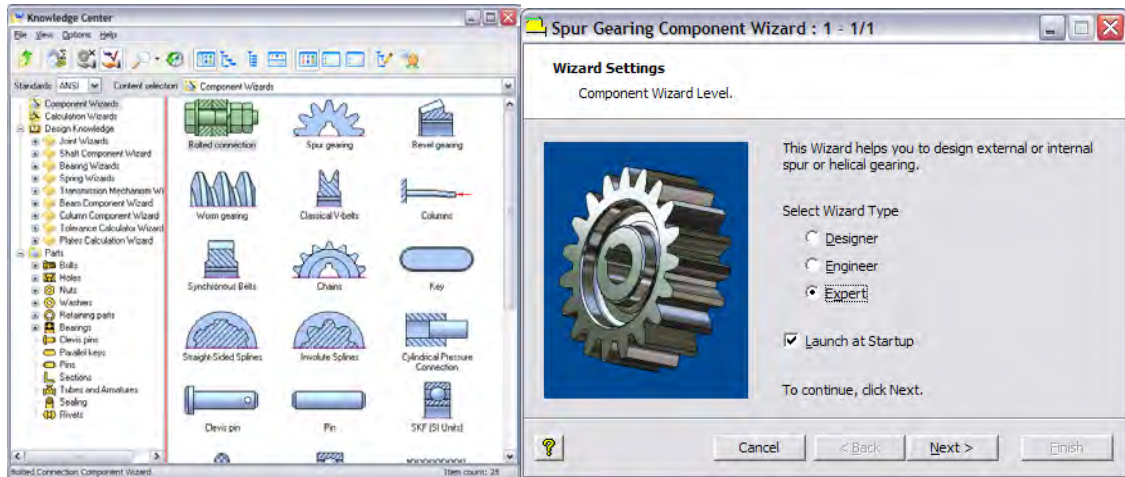 Knowledge Center
File View Options Help
Standards: ANSI Content selection: Component Wizards
Component Wizards
Calculation Wizards
Design Knowledge
Joint Wizards
Shaft Component Wizard
Bearing Wizards
Spring Wizards
Transmission Mechanism Wi
Beam Component Wizard
Column Component Wizard
Tolerance Calculator Wizard
Plates Calculation Wizard
Parts
Bolts
Holes
Nuts
Washers
Retaining parts
Bearings
Clevis pins
Parallel keys
Pins
Sections
Tubes and Armatures
Sealing
Rivets
Bolted connection Spur gearing Bevel gearing
Worm gearing Classical V-belts Columns
Synchronous Belts Chains Key
Straight-Sided Splines Involute Splines Cylindrical Pressure
Connection
Clevis pin Pin SKF (SI Units)
Bolted Connection Component Wizard Item count: 25
Spur Gearing Component Wizard : 1 - 1/1
Wizard Settings
Component Wizard Level.
This Wizard helps you to design external or internal
spur or helical gearing.
Select Wizard Type
Designer
Engineer
Expert
Launch at Startup
To continue, click Next.
? Cancel < Back Next > Finish